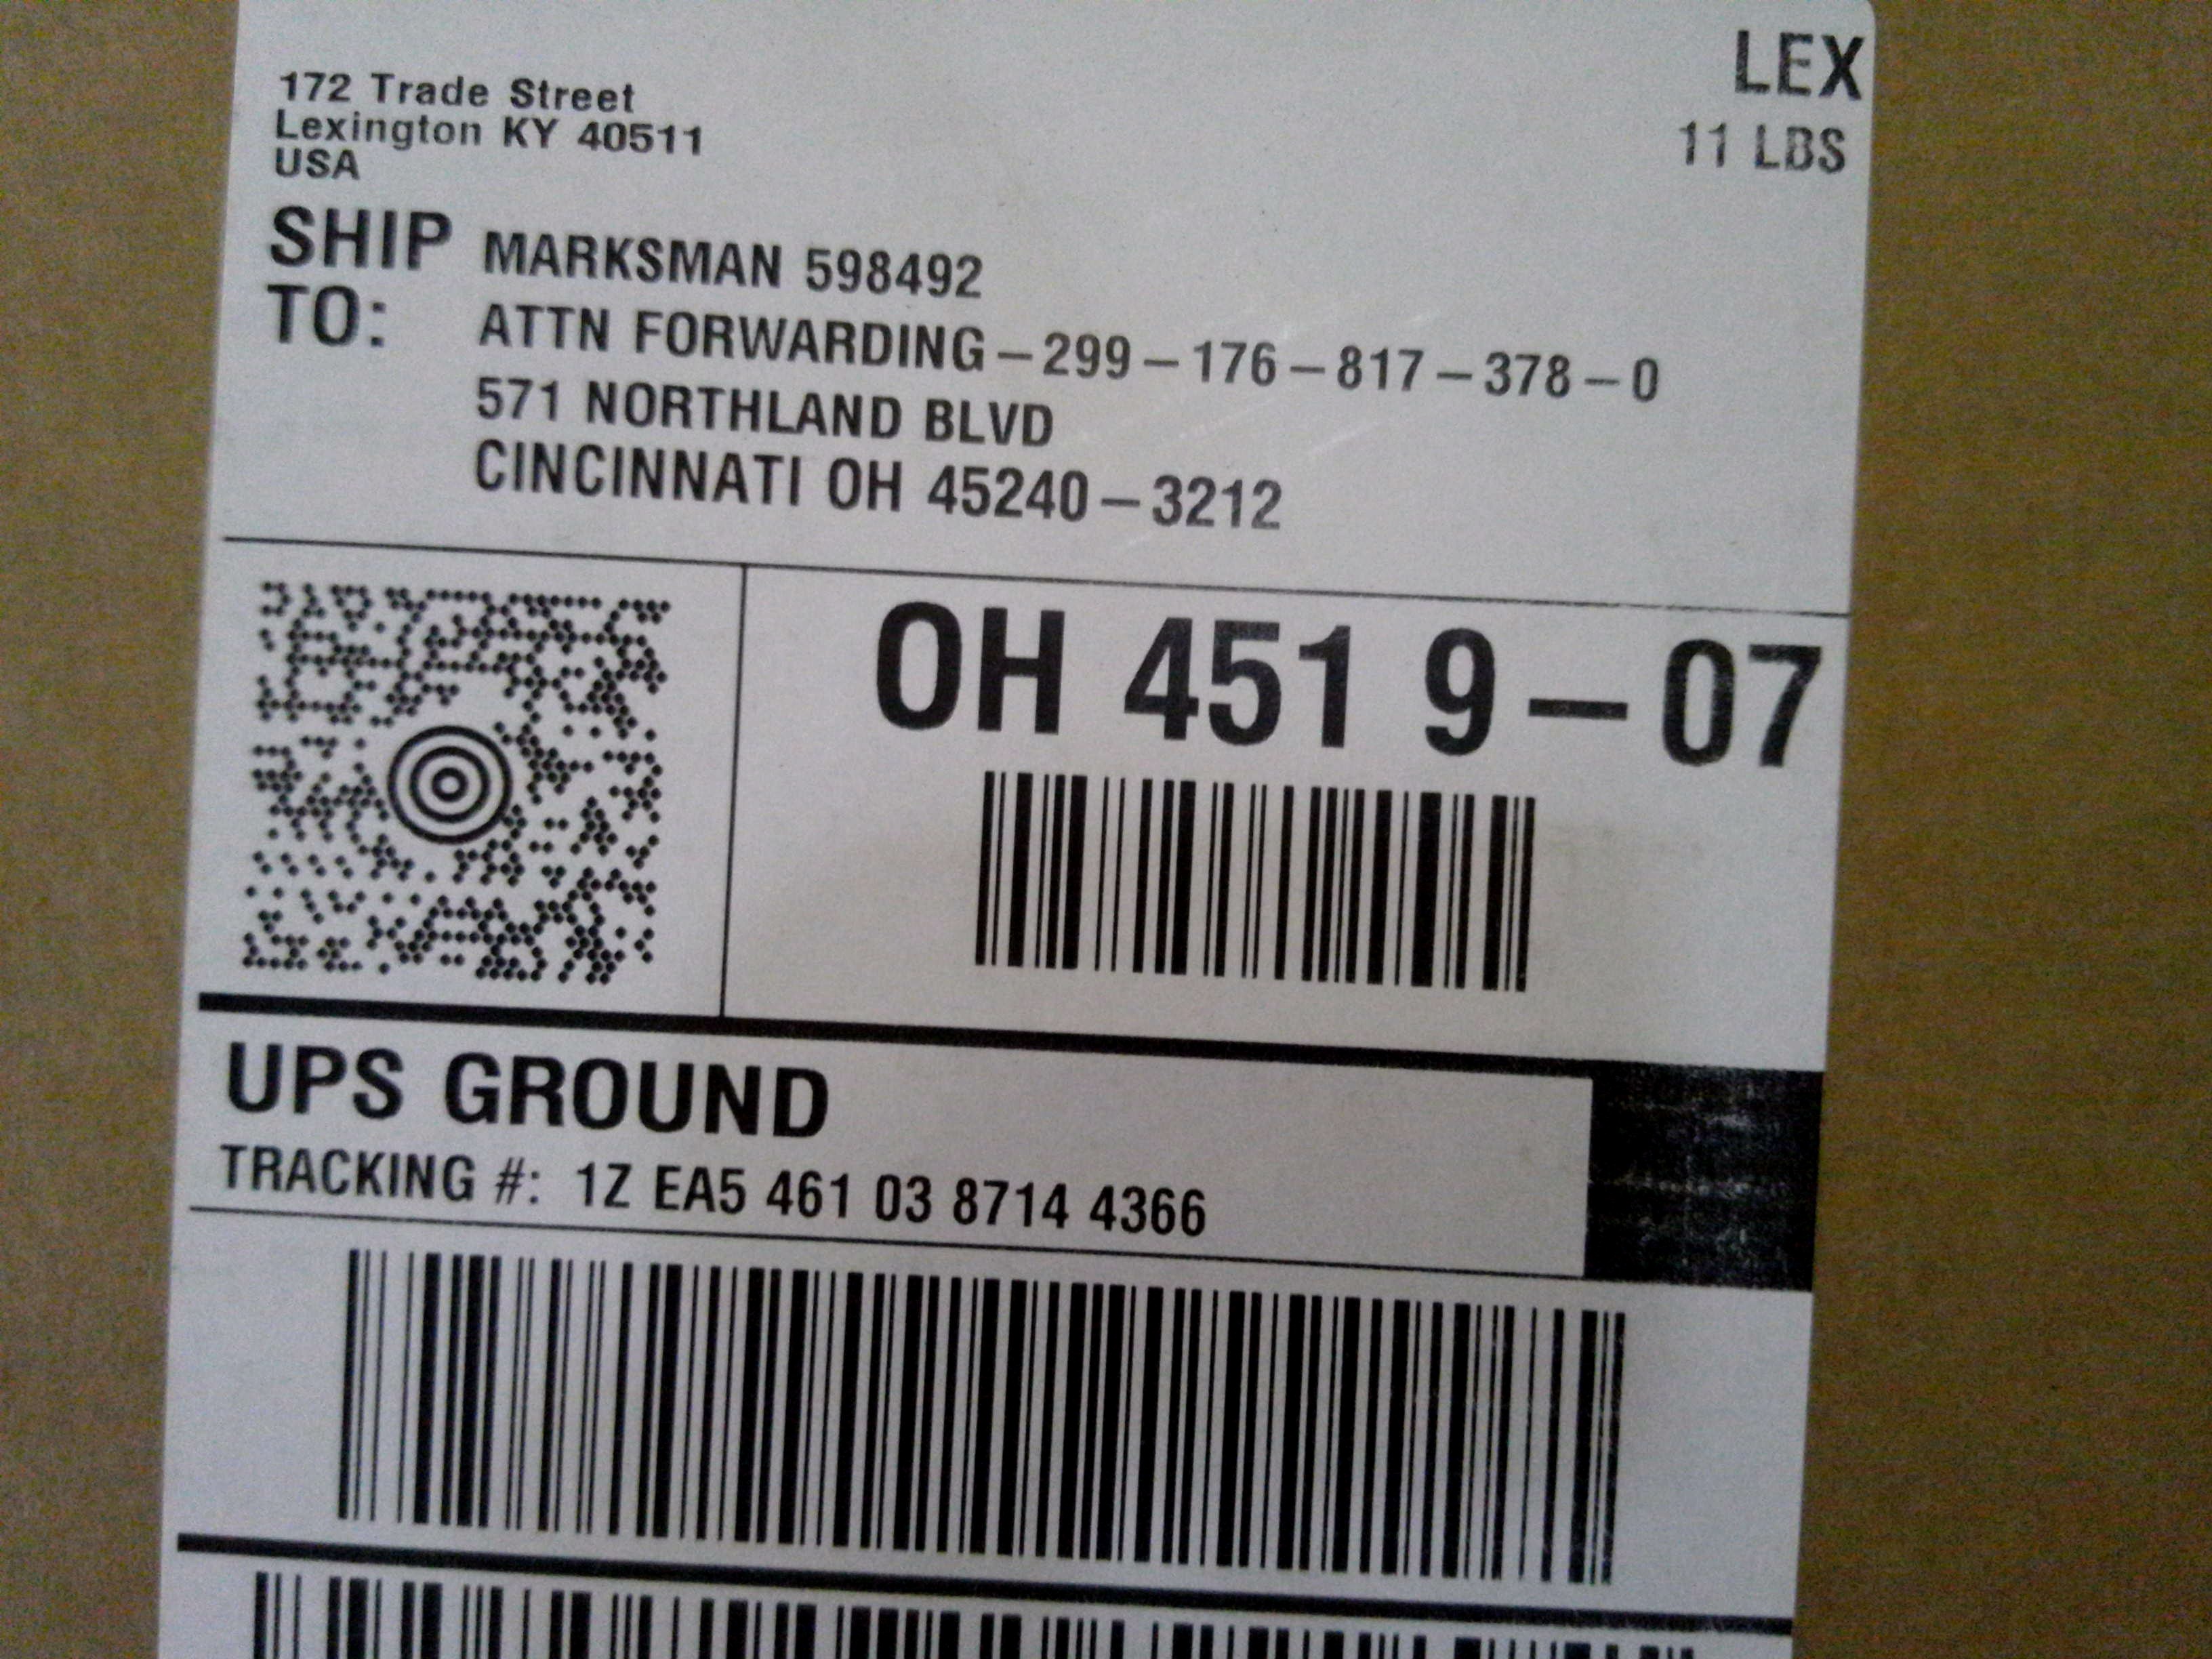 172 Trade Street
LEX
Lexington KY 40511
11 LBS
USA
SHIP TO:
MARKSMAN 598492
ATTN FORWARDING-299-176-817-378-0
571 NORTHLAND BLVD
CINCINNATI OH 45240-3212
OH 451 9-07
UPS GROUND
TRACKING #: 1Z EA5 461 03 8714 4366